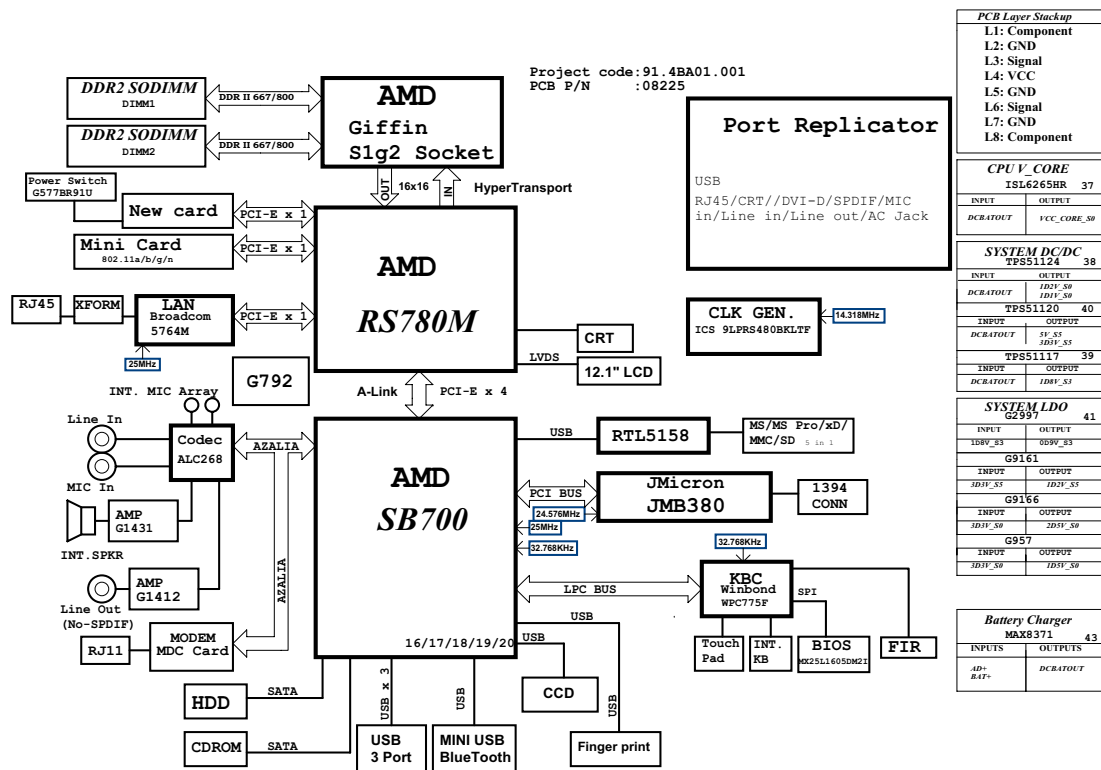 Project code:91.4BA01.001
PCB P/N :08225
DDR2 SODIMM
DIMM1
DDR II 667/800
DDR2 SODIMM
DIMM2
DDR II 667/800
AMD
Giffin
S1g2 Socket
OUT
16x16
IN
HyperTransport
Power Switch
G577BR91U
New card
PCI-E x 1
Mini Card
802.11a/b/g/n
PCI-E x 1
RJ45
XFORM
LAN
Broadcom
5764M
PCI-E x 1
25MHz
AMD
RS780M
CRT
LVDS
12.1" LCD
G792
A-Link
PCI-E x 4
Port Replicator
USB
RJ45/CRT//DVI-D/SPDIF/MIC
in/Line in/Line out/AC Jack
CLK GEN.
ICS 9LPRS480BKLTF
14.318MHz
INT. MIC Array
Line In
Codec
ALC268
MIC In
AZALIA
AMP
G1431
INT.SPKR
AMP
G1412
Line Out
(No-SPDIF)
AZALIA
MODEM
MDC Card
RJ11
AMD
SB700
16/17/18/19/20
USB
RTL5158
MS/MS Pro/xD/
MMC/SD 5 in 1
PCI BUS
JMicron
JMB380
1394
CONN
24.576MHz
25MHz
32.768KHz
32.768KHz
LPC BUS
KBC
Winbond
WPC775F
SPI
Touch
Pad
INT.
KB
BIOS
MX25L1605DM2I
FIR
USB
USB
CCD
HDD
SATA
CDROM
SATA
USB x 3
USB
3 Port
USB
MINI USB
BlueTooth
USB
Finger print
PCB Layer Stackup
L1: Component
L2: GND
L3: Signal
L4: VCC
L5: GND
L6: Signal
L7: GND
L8: Component
CPU V_CORE
ISL6265HR 37
INPUT OUTPUT
DCBATOUT VCC_CORE_S0
SYSTEM DC/DC
TPS51124 38
INPUT OUTPUT
DCBATOUT 1D2V_S0
1D1V_S0
TPS51120 40
INPUT OUTPUT
DCBATOUT 5V_S5
3D3V_S5
TPS51117 39
INPUT OUTPUT
DCBATOUT 1D8V_S3
SYSTEM LDO
G2997 41
INPUT OUTPUT
1D8V_S3 0D9V_S3
G9161
INPUT OUTPUT
3D3V_S5 1D2V_S5
G9166
INPUT OUTPUT
3D3V_S0 2D5V_S0
G957
INPUT OUTPUT
3D3V_S0 1D5V_S0
Battery Charger
MAX8371 43
INPUTS OUTPUTS
AD+ DCBATOUT
BAT+